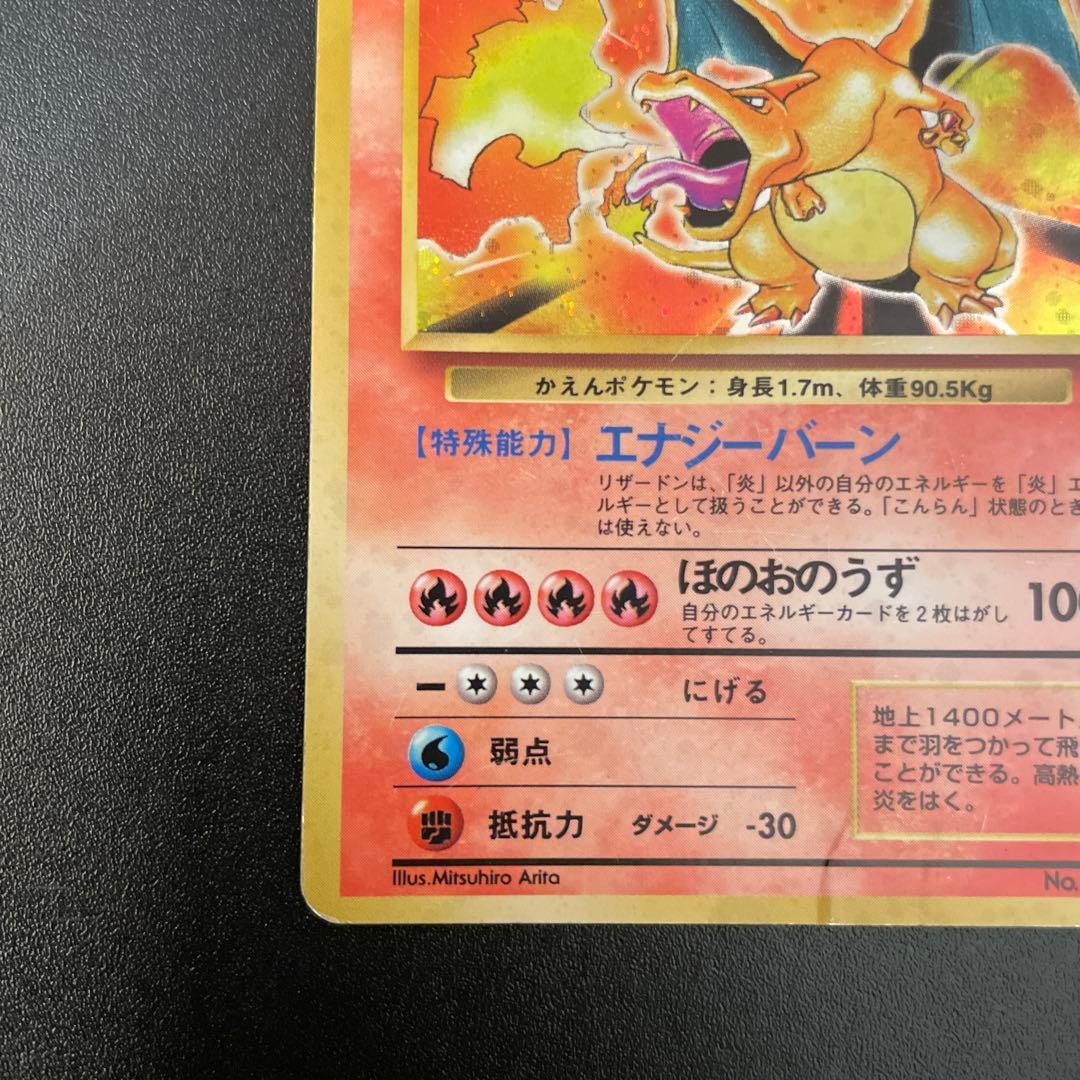 かえんポケモン：身長1.7m、体重90.5Kg
【特殊能力】 エナジーバーン
リザードンは、「炎」以外の自分のエネルギーを「炎」エ
ルギーとして扱うことができる。「こんらん」状態のとき
は使えない。
ほのおのうず
自分のエネルギーカードを2枚はがし
てすてる。
10
ー にげる
弱点
抵抗力 ダメージ -30
地上1400メート
まで羽をつかって飛
ことができる。高熱
炎をはく。
Illus.Mitsuhiro Arita
No.